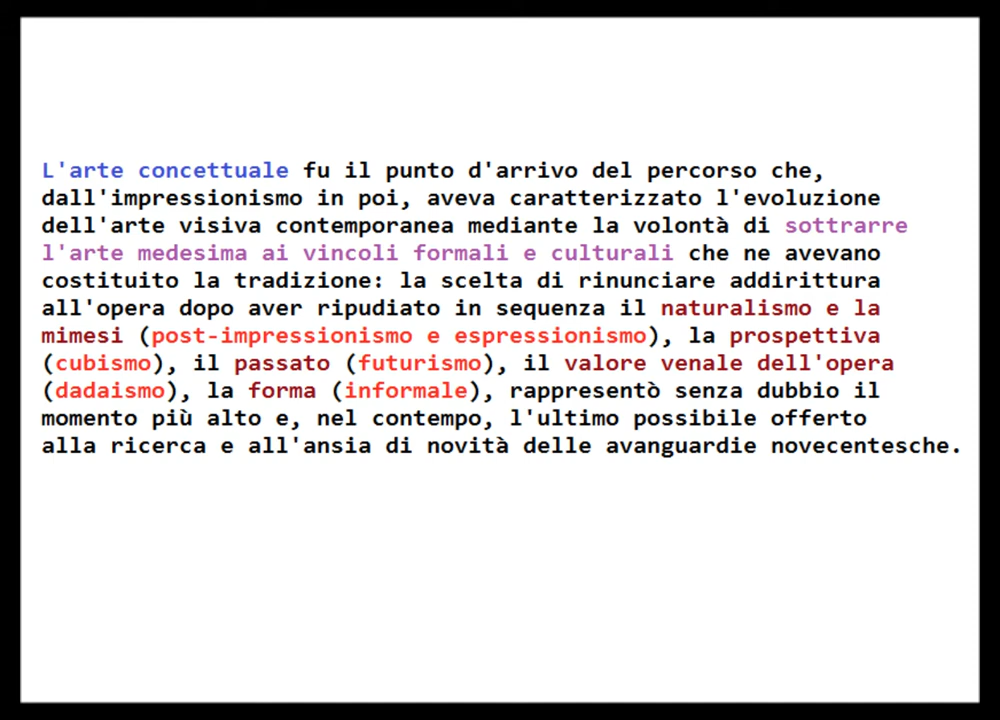 L'arte concettuale fu il punto d'arrivo del percorso che,
dall'impressionismo in poi, aveva caratterizzato l'evoluzione
dell'arte visiva contemporanea mediante la volontà di sottrarre
l'arte medesima ai vincoli formali e culturali che ne avevano
costituito la tradizione: la scelta di rinunciare addirittura
all'opera dopo aver ripudiato in sequenza il naturalismo e la
mimesi (post-impressionismo e espressionismo), la prospettiva
(cubismo), il passato (futurismo), il valore venale dell'opera
(dadaismo), la forma (informale), rappresentò senza dubbio il
momento più alto e, nel contempo, l'ultimo possibile offerto
alla ricerca e all'ansia di novità delle avanguardie novecentesche.